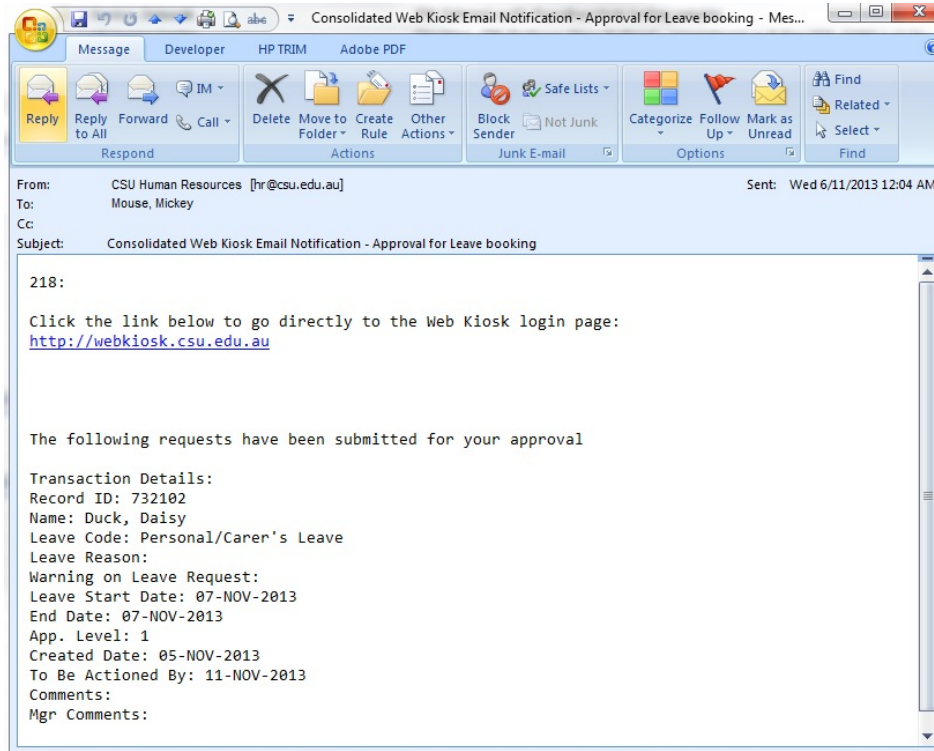 Consolidated Web Kiosk Email Notification - Approval for Leave booking - Mes...
Message Developer HP TRIM Adobe PDF
Reply
Reply to All
Forward
IM
Call
Respond
Delete
Move to Folder
Create Rule
Other Actions
Actions
Block Sender
Safe Lists
Not Junk
Junk E-mail
Categorize
Follow Up
Mark as Unread
Options
Find
Related
Select
Find
From: CSU Human Resources [hr@csu.edu.au] Sent: Wed 6/11/2013 12:04 AM
To: Mouse, Mickey
Cc:
Subject: Consolidated Web Kiosk Email Notification - Approval for Leave booking
218:
Click the link below to go directly to the Web Kiosk login page:
http://webkiosk.csu.edu.au
The following requests have been submitted for your approval
Transaction Details:
Record ID: 732102
Name: Duck, Daisy
Leave Code: Personal/Carer's Leave
Leave Reason:
Warning on Leave Request:
Leave Start Date: 07-NOV-2013
End Date: 07-NOV-2013
App. Level: 1
Created Date: 05-NOV-2013
To Be Actioned By: 11-NOV-2013
Comments:
Mgr Comments: